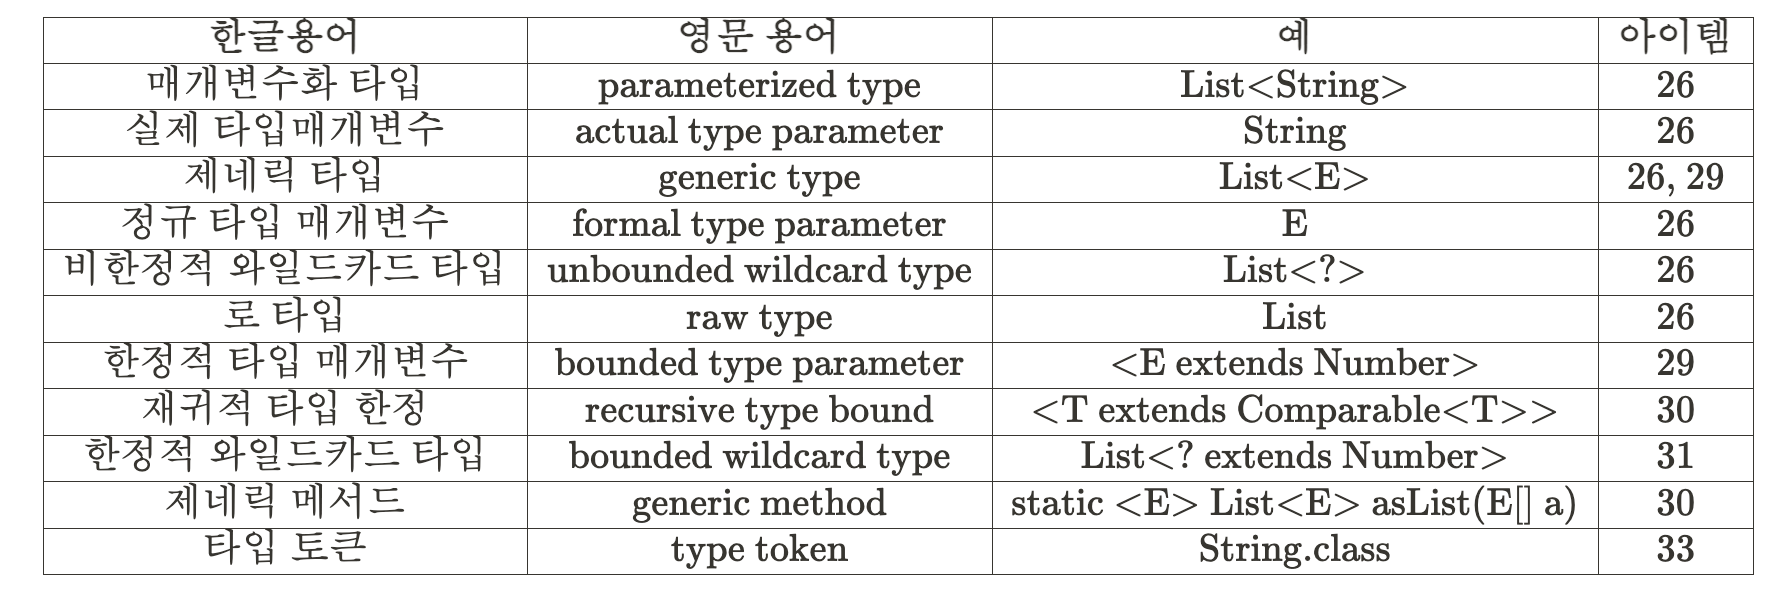 한글용어 영문 용어 예 아이템
매개변수화 타입 parameterized type List<String> 26
실제 타입매개변수 actual type parameter String 26
제네릭 타입 generic type List<E> 26, 29
정규 타입 매개변수 formal type parameter E 26
비한정적 와일드카드 타입 unbounded wildcard type List<?> 26
로 타입 raw type List 26
한정적 타입 매개변수 bounded type parameter <E extends Number> 29
재귀적 타입 한정 recursive type bound <T extends Comparable<T>> 30
한정적 와일드카드 타입 bounded wildcard type List<? extends Number> 31
제네릭 메서드 generic method static <E> List<E> asList(E[] a) 30
타입 토큰 type token String.class 33